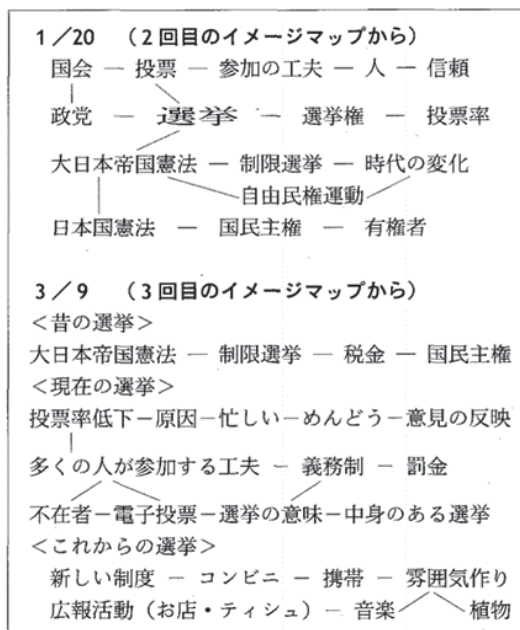 1/20 (2回目のイメージマップから)
国会 — 投票 — 参加の工夫 — 人 — 信頼
政党 — 選挙 — 選挙権 — 投票率
大日本帝国憲法 — 制限選挙 — 時代の変化
自由民権運動
日本国憲法 — 国民主権 — 有権者
3/9 (3回目のイメージマップから)
<昔の選挙>
大日本帝国憲法 — 制限選挙 — 税金 — 国民主権
<現在の選挙>
投票率低下－原因－忙しい－めんどう－意見の反映
多くの人が参加する工夫 － 義務制 － 罰金
不在者－電子投票－選挙の意味－中身のある選挙
<これからの選挙>
新しい制度 － コンビニ － 携帯 － 雰囲気作り
広報活動（お店・ティシュ）－ 音楽 植物